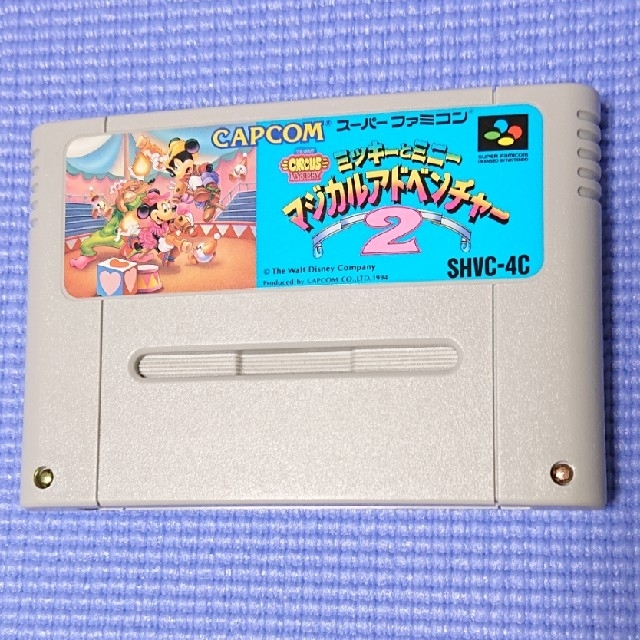 CAPCOM®
スーパーファミコン®
SUPER FAMICOM
CIRCUS
MYSTERY
ミッキーとミニー
マジカルアドベンチャー
2
© The Walt Disney Company
Produced by CAPCOM CO., LTD. 1994
SHVC-4C